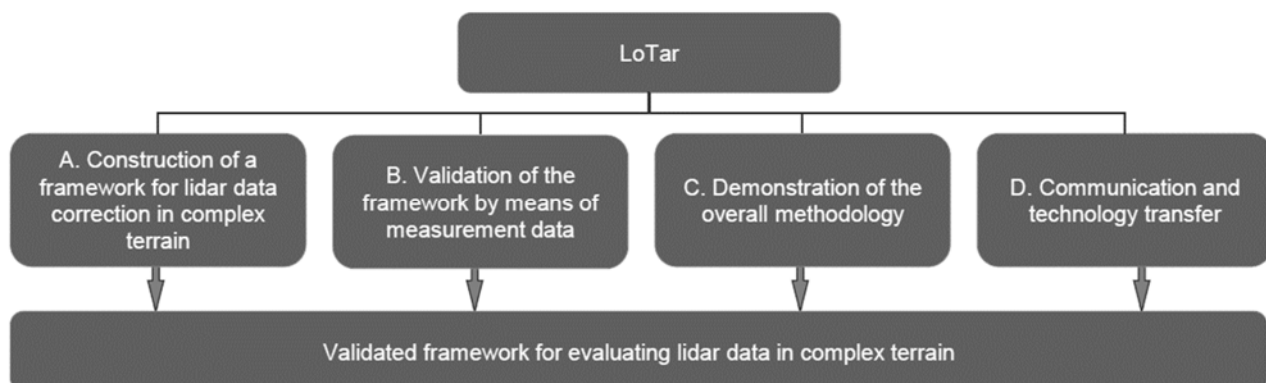 LoTar
A. Construction of a
framework for lidar data
correction in complex
terrain
B. Validation of the
framework by means of
measurement data
C. Demonstration of the
overall methodology
D. Communication and
technology transfer
Validated framework for evaluating lidar data in complex terrain